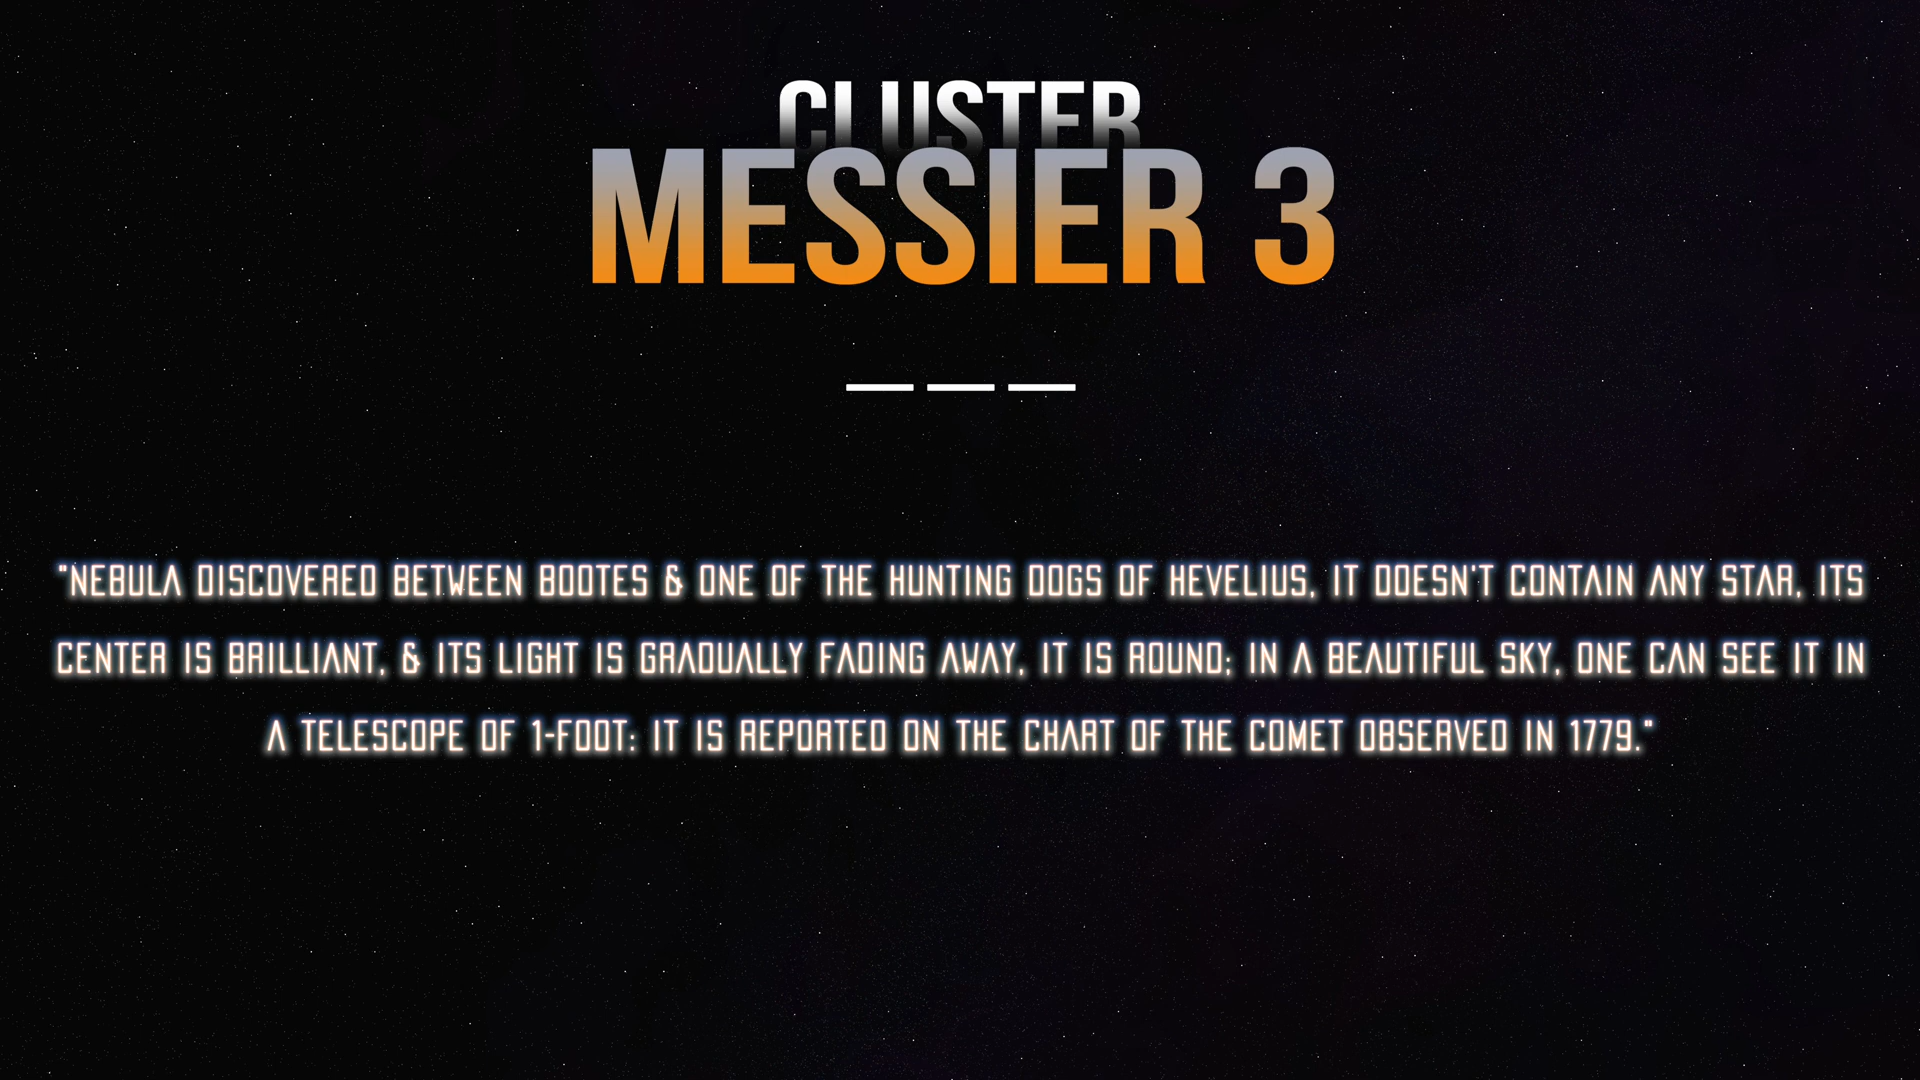 CLUSTER
MESSIER 3
"NEBULA DISCOVERED BETWEEN BOOTES & ONE OF THE HUNTING DOGS OF HEVELIUS, IT DOESN'T CONTAIN ANY STAR, ITS
CENTER IS BRILLIANT, & ITS LIGHT IS GRADUALLY FADING AWAY, IT IS ROUND; IN A BEAUTIFUL SKY, ONE CAN SEE IT IN
A TELESCOPE OF 1-FOOT: IT IS REPORTED ON THE CHART OF THE COMET OBSERVED IN 1779."